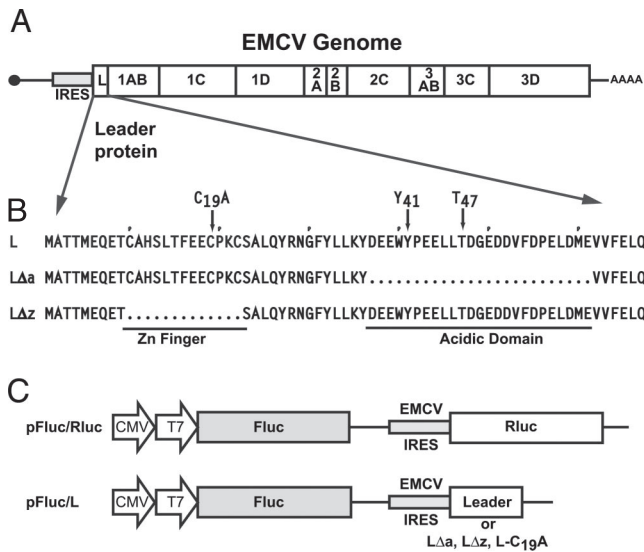 A
EMCV Genome
L 1AB 1C 1D 2A 2B 2C 3AB 3C 3D AAAA
IRES
Leader
protein
B
C19A Y41 T47
L MATTMEQETCAHSLTFEECPKCSALQYRNGFYLLKYDEEWYPEELLTDGEDDVFDPELDMEVVFELQ
LΔa MATTMEQETCAHSLTFEECPKCSALQYRNGFYLLKY.........................VVFELQ
LΔz MATTMEQET.............SALQYRNGFYLLKYDEEWYPEELLTDGEDDVFDPELDMEVVFELQ
Zn Finger Acidic Domain
C
pFluc/Rluc CMV T7 Fluc EMCV IRES Rluc
pFluc/L CMV T7 Fluc EMCV IRES Leader
or
LΔa, LΔz, L-C19A